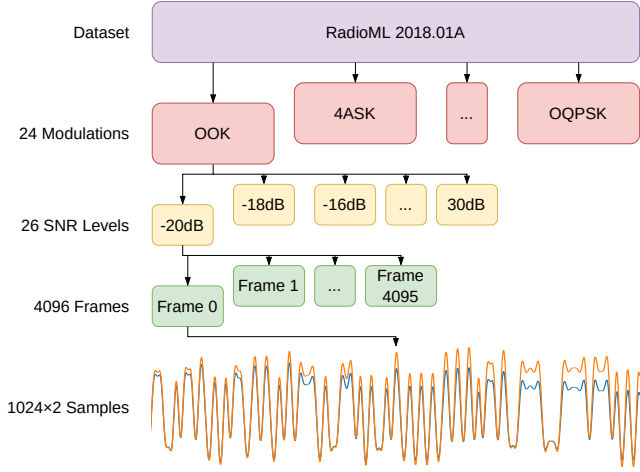 Dataset
RadioML 2018.01A
24 Modulations
OOK
4ASK
...
OQPSK
26 SNR Levels
-20dB
-18dB
-16dB
...
30dB
4096 Frames
Frame 0
Frame 1
...
Frame
4095
1024×2 Samples